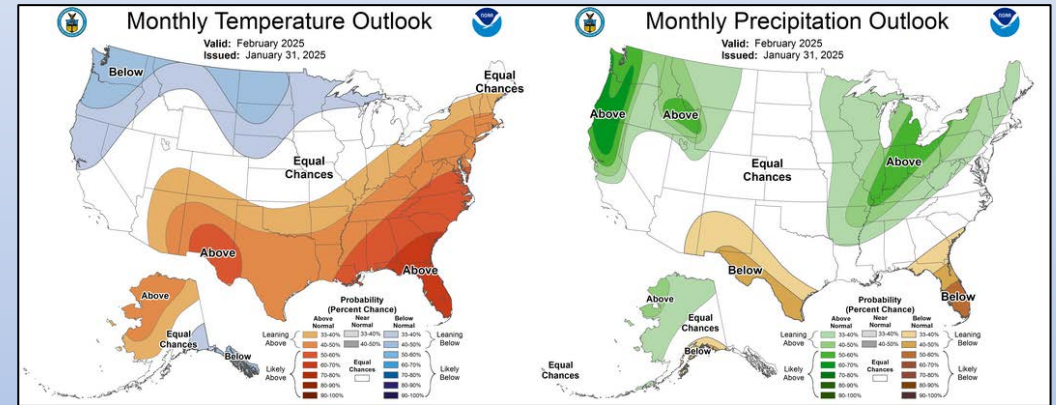 Monthly Temperature Outlook
Valid: February 2025
Issued: January 31, 2025
NOAA
Below
Equal
Chances
Equal
Chances
Above
Above
Above
Equal
Chances
Below
Probability
(Percent Chance)
Above
Normal
Near
Normal
Below
Normal
Leaning
Above
33-40%
33-40%
33-40%
Leaning
Below
40-50%
40-50%
40-50%
50-60%
50-60%
Likely
Above
60-70%
Equal
Chances
60-70%
Likely
Below
70-80%
70-80%
80-90%
80-90%
90-100%
90-100%
Monthly Precipitation Outlook
Valid: February 2025
Issued: January 31, 2025
NOAA
Above
Above
Above
Equal
Chances
Below
Below
Above
Equal
Chances
Below
Equal
Chances
Probability
(Percent Chance)
Above
Normal
Near
Normal
Below
Normal
Leaning
Above
33-40%
33-40%
33-40%
Leaning
Below
40-50%
40-50%
40-50%
50-60%
50-60%
Likely
Above
60-70%
Equal
Chances
60-70%
Likely
Below
70-80%
70-80%
80-90%
80-90%
90-100%
90-100%